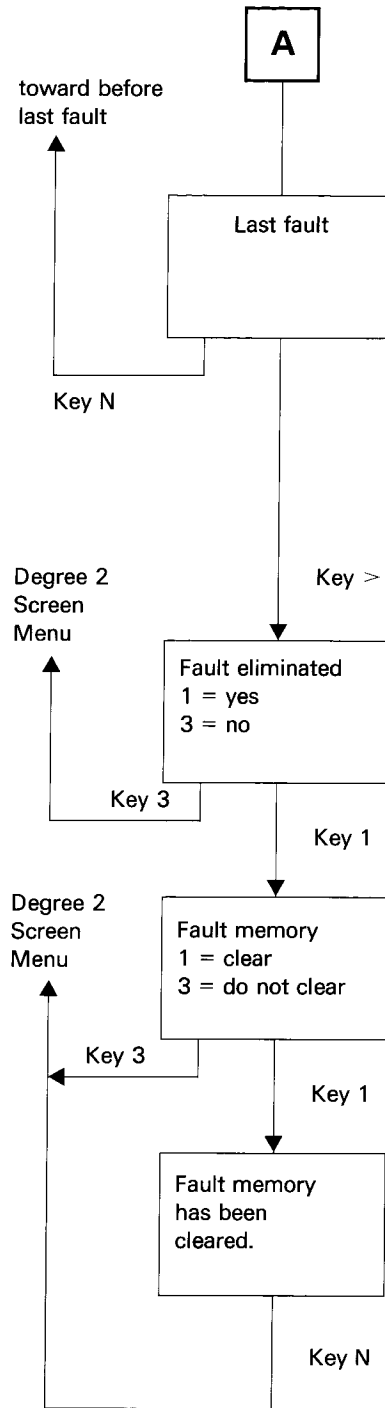 A
toward before
last fault
Last fault
Key N
Key >
Degree 2
Screen
Menu
Fault eliminated
1 = yes
3 = no
Key 3
Key 1
Degree 2
Screen
Menu
Fault memory
1 = clear
3 = do not clear
Key 3
Key 1
Fault memory
has been
cleared.
Key N